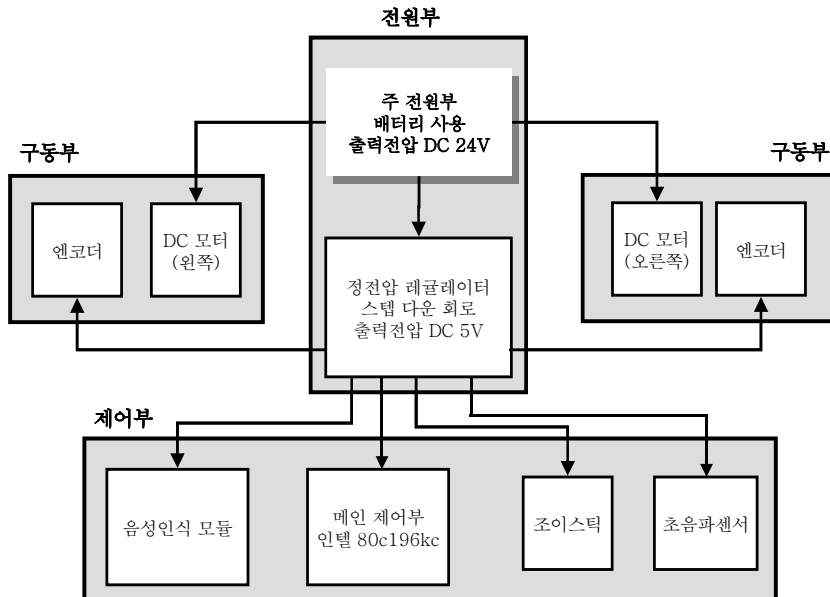 전원부
주 전원부
배터리 사용
출력전압 DC 24V
구동부
구동부
엔코더
DC 모터
(왼쪽)
DC 모터
(오른쪽)
엔코더
정전압 레귤레이터
스텝 다운 회로
출력전압 DC 5V
제어부
음성인식 모듈
메인 제어부
인텔 80c196kc
조이스틱
초음파센서